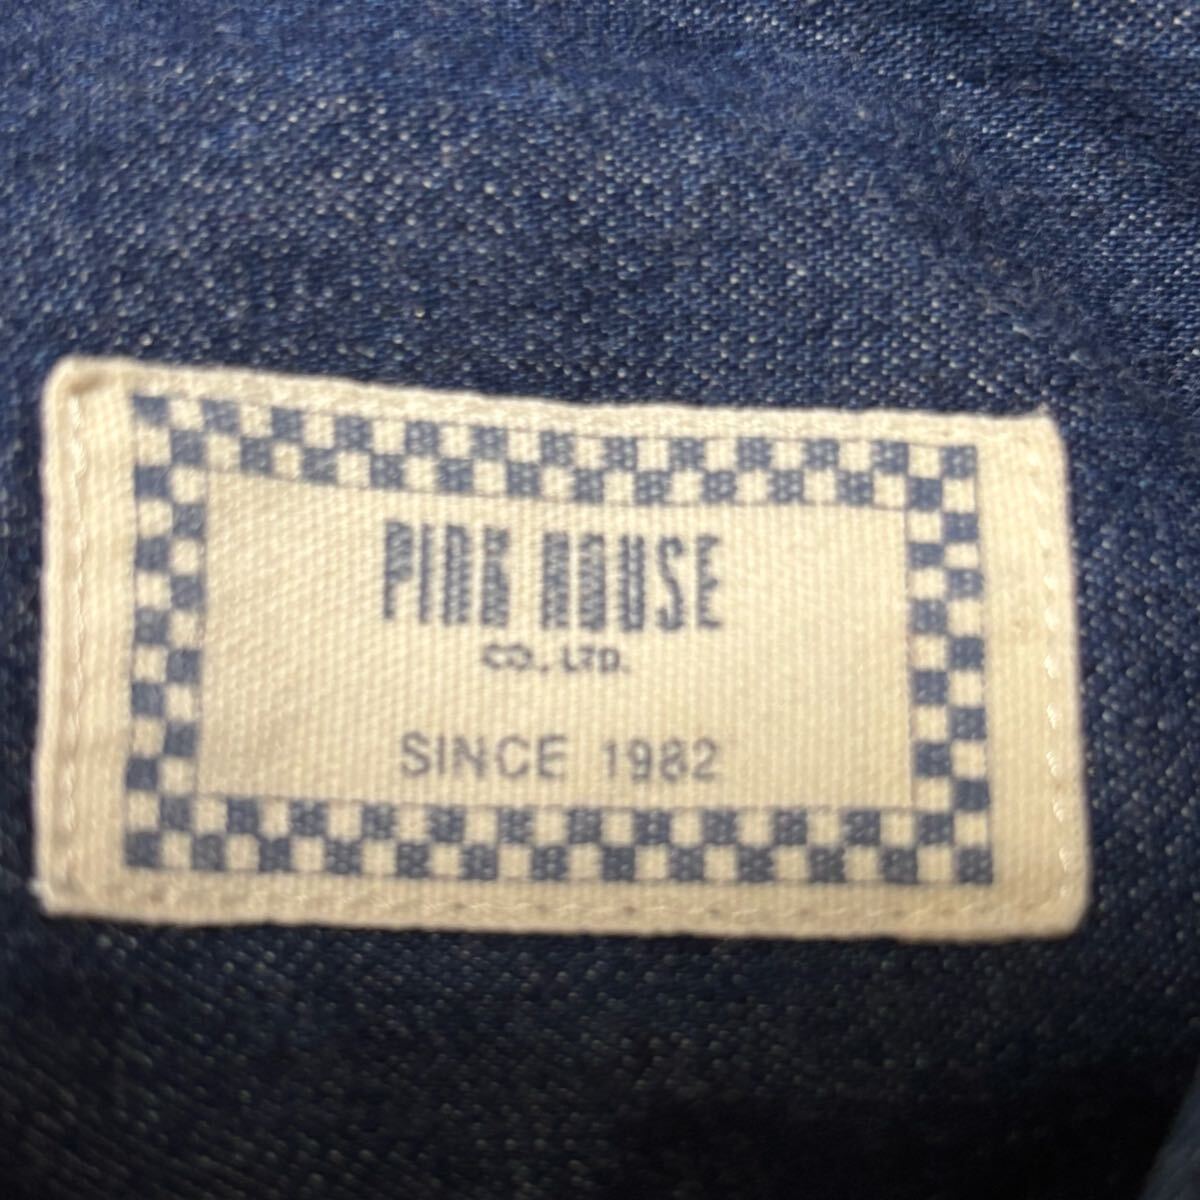 PINK HOUSE
CO., LTD.
SINCE 1982